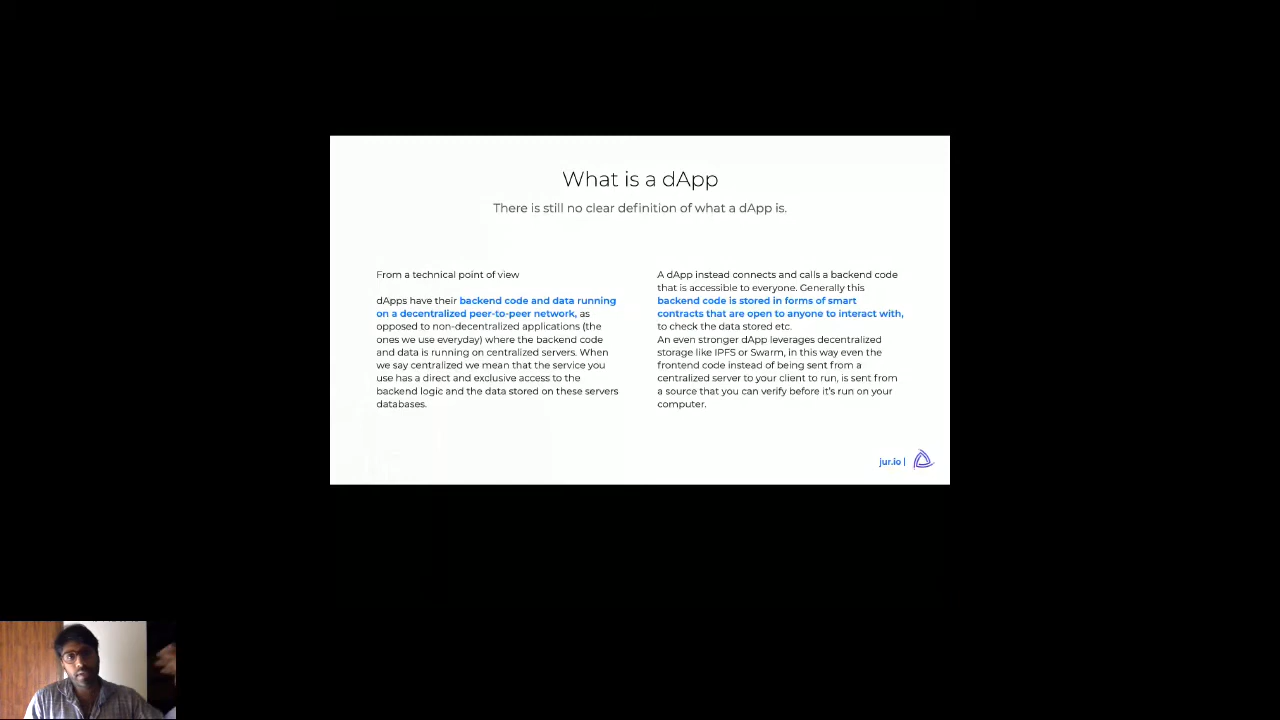 What is a dApp
There is still no clear definition of what a dApp is.
From a technical point of view
dApps have their backend code and data running
on a decentralized peer-to-peer network, as
opposed to non-decentralized applications (the
ones we use everyday) where the backend code
and data is running on centralized servers. When
we say centralized we mean that the service you
use has a direct and exclusive access to the
backend logic and the data stored on these servers
databases.
A dApp instead connects and calls a backend code
that is accessible to everyone. Generally this
backend code is stored in forms of smart
contracts that are open to anyone to interact with,
to check the data stored etc.
An even stronger dApp leverages decentralized
storage like IPFS or Swarm, in this way even the
frontend code instead of being sent from a
centralized server to your client to run, is sent from
a source that you can verify before it's run on your
computer.
jur.io |